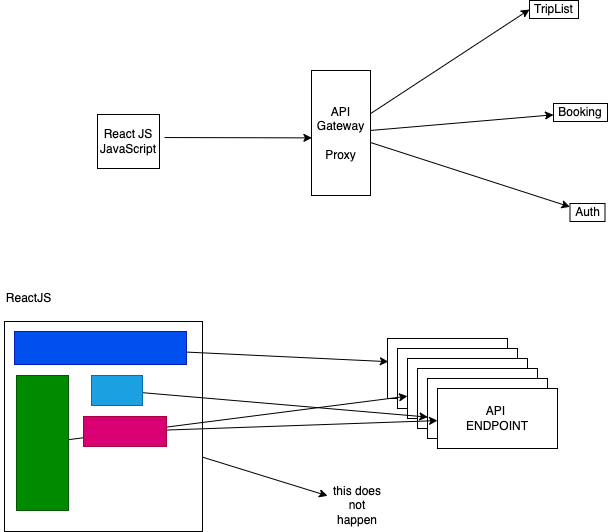 TripList
API
Gateway
Proxy
React JS
JavaScript
Booking
Auth
ReactJS
API
ENDPOINT
this does
not
happen